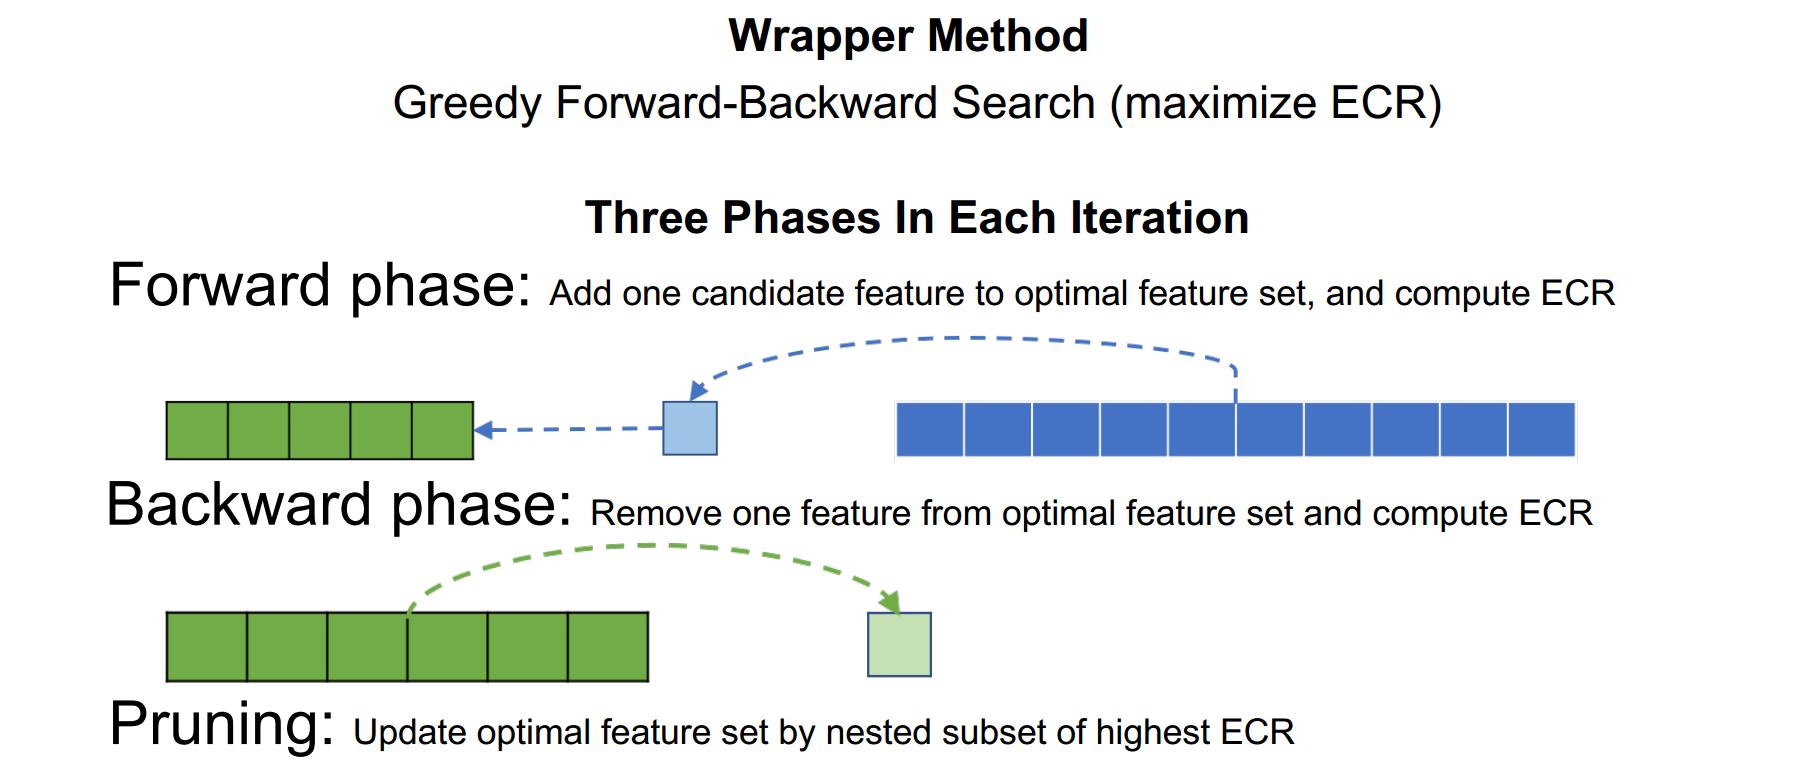 Wrapper Method
Greedy Forward-Backward Search (maximize ECR)
Three Phases In Each Iteration
Forward phase: Add one candidate feature to optimal feature set, and compute ECR
Backward phase: Remove one feature from optimal feature set and compute ECR
Pruning: Update optimal feature set by nested subset of highest ECR